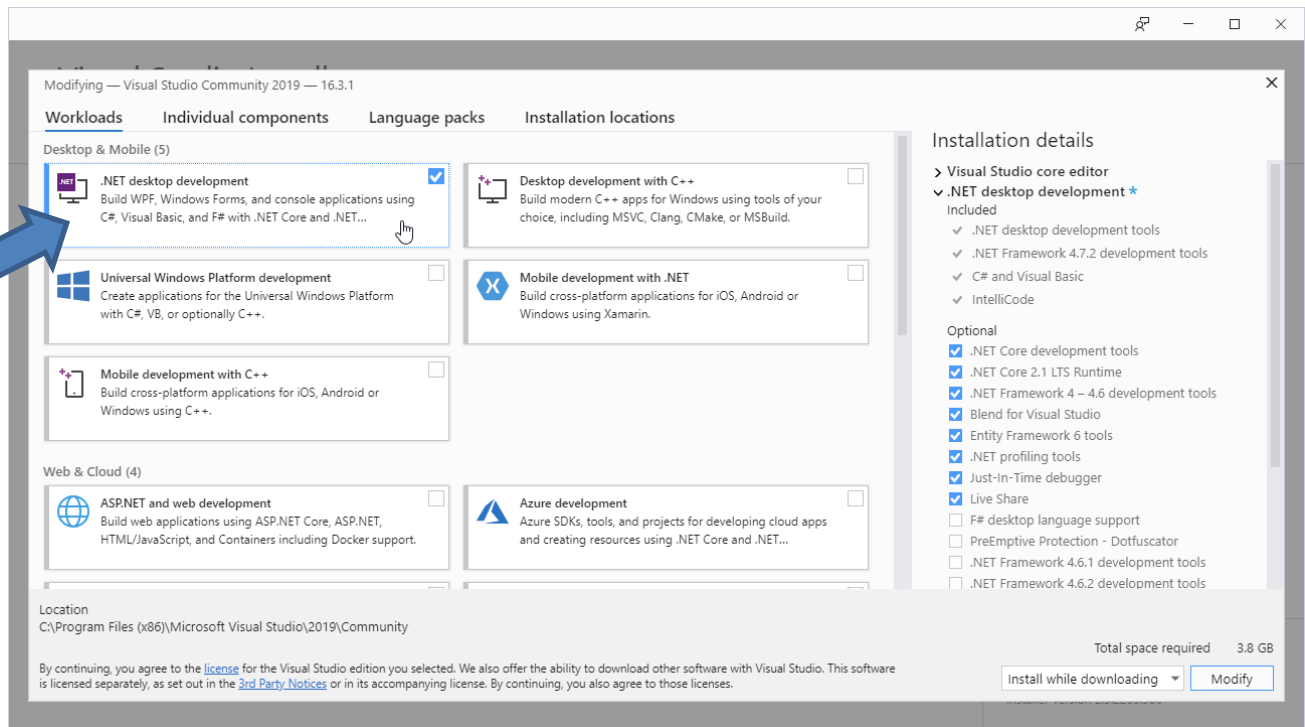 Modifying — Visual Studio Community 2019 — 16.3.1
Workloads
Individual components
Language packs
Installation locations
Desktop & Mobile (5)
.NET
.NET desktop development
Build WPF, Windows Forms, and console applications using
C#, Visual Basic, and F# with .NET Core and .NET...
Desktop development with C++
Build modern C++ apps for Windows using tools of your
choice, including MSVC, Clang, CMake, or MSBuild.
Universal Windows Platform development
Create applications for the Universal Windows Platform
with C#, VB, or optionally C++.
Mobile development with .NET
Build cross-platform applications for iOS, Android or
Windows using Xamarin.
Mobile development with C++
Build cross-platform applications for iOS, Android or
Windows using C++.
Web & Cloud (4)
ASP.NET and web development
Build web applications using ASP.NET Core, ASP.NET,
HTML/JavaScript, and Containers including Docker support.
Azure development
Azure SDKs, tools, and projects for developing cloud apps
and creating resources using .NET Core and .NET...
Installation details
Visual Studio core editor
.NET desktop development *
Included
.NET desktop development tools
.NET Framework 4.7.2 development tools
C# and Visual Basic
IntelliCode
Optional
.NET Core development tools
.NET Core 2.1 LTS Runtime
.NET Framework 4 – 4.6 development tools
Blend for Visual Studio
Entity Framework 6 tools
.NET profiling tools
Just-In-Time debugger
Live Share
F# desktop language support
PreEmptive Protection - Dotfuscator
.NET Framework 4.6.1 development tools
.NET Framework 4.6.2 development tools
Location
C:\Program Files (x86)\Microsoft Visual Studio\2019\Community
Total space required 3.8 GB
By continuing, you agree to the license for the Visual Studio edition you selected. We also offer the ability to download other software with Visual Studio. This software
is licensed separately, as set out in the 3rd Party Notices or in its accompanying license. By continuing, you also agree to those licenses.
Install while downloading
Modify